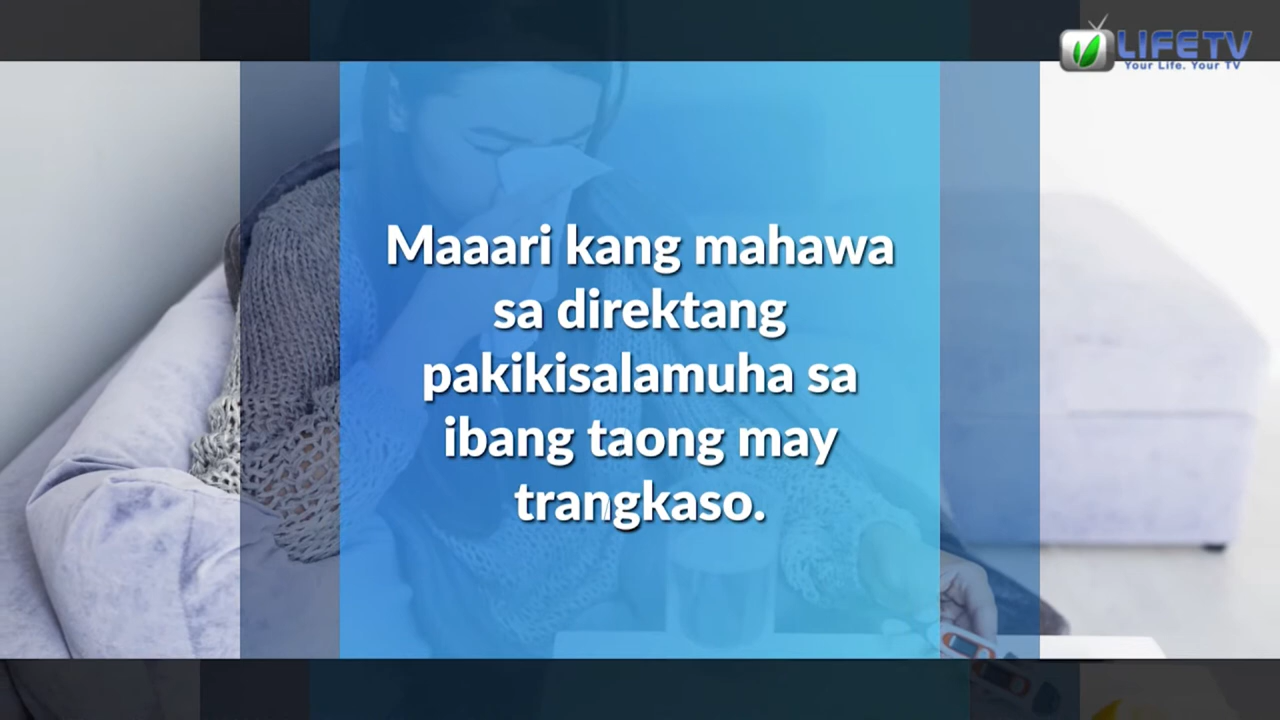 LIFETV
Your Life. Your TV
Maaari kang mahawa
sa direktang
pakikisalamuha sa
ibang taong may
trangkaso.